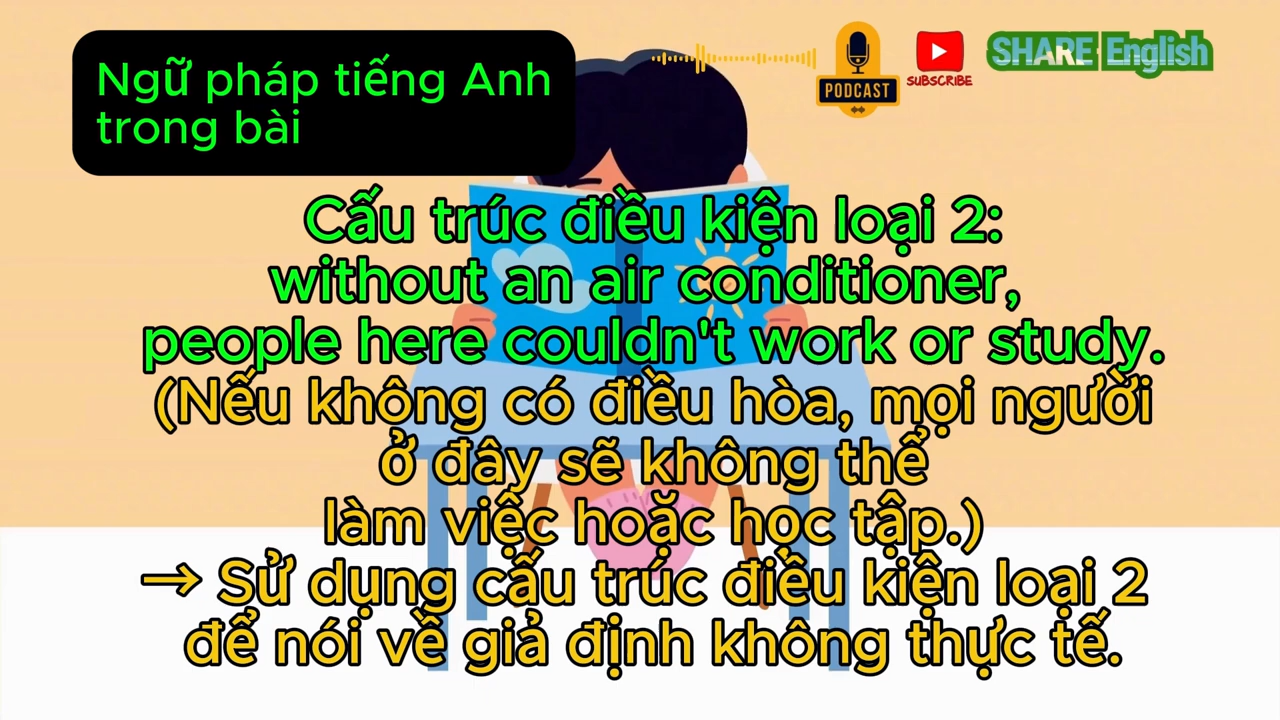 Ngữ pháp tiếng Anh
trong bài
PODCAST
SUBSCRIBE
SHARE English
Cấu trúc điều kiện loại 2:
without an air conditioner,
people here couldn't work or study.
(Nếu không có điều hòa, mọi người
ở đây sẽ không thể
làm việc hoặc học tập.)
→ Sử dụng cấu trúc điều kiện loại 2
để nói về giả định không thực tế.